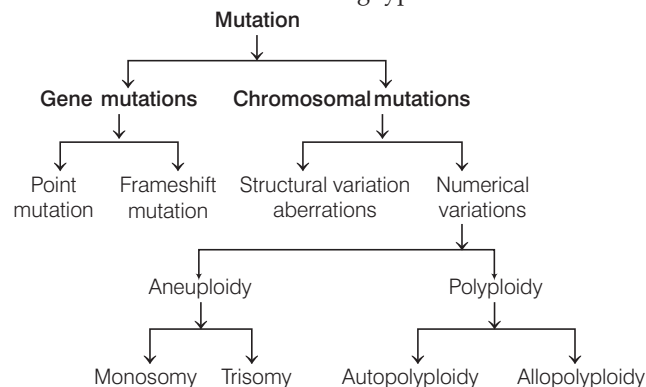 Mutation
Gene mutations Chromosomal mutations
Point Frameshift Structural variation Numerical
mutation mutation aberrations variations
Aneuploidy Polyploidy
Monosomy Trisomy Autopolyploidy Allopolyploidy